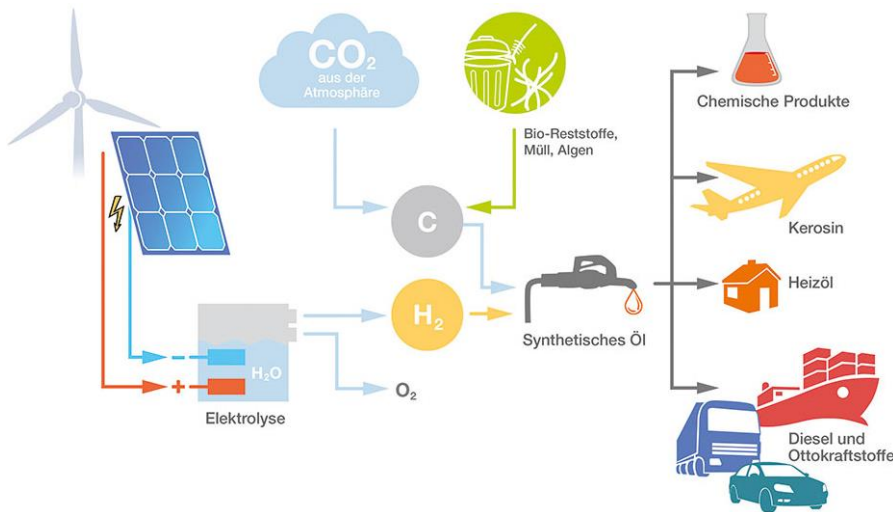 CO₂
aus der
Atmosphäre
Bio-Reststoffe,
Müll, Algen
C
H₂
Synthetisches Öl
H₂O
- 
+
Elektrolyse
O₂
Chemische Produkte
Kerosin
Heizöl
Diesel und
Ottokraftstoffe